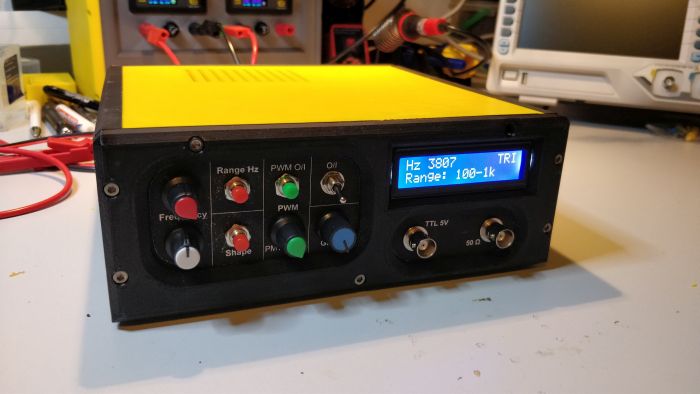 Range Hz
PWM O/I
O/I
Hz 3807 TRI
Range: 100-1k
Frequency
PWM
Shape
TTL 5V
50 Ω